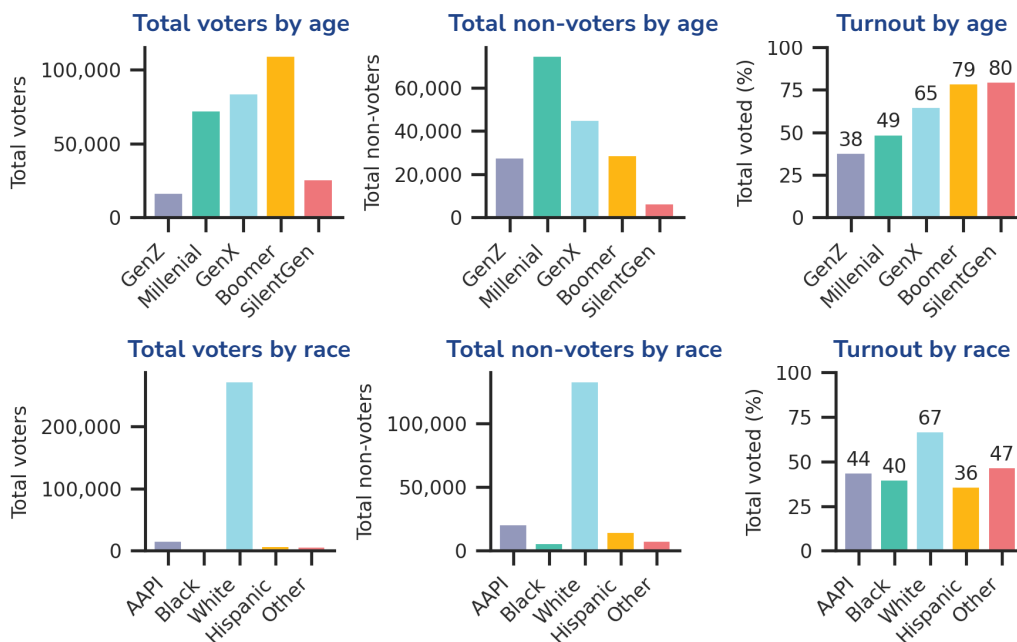 Total voters by age
Total voters
100,000
50,000
0
GenZ
Millenial
GenX
Boomer
SilentGen
Total non-voters by age
Total non-voters
60,000
40,000
20,000
0
GenZ
Millenial
GenX
Boomer
SilentGen
Turnout by age
Total voted (%)
100
75
50
25
0
38
49
65
79
80
GenZ
Millenial
GenX
Boomer
SilentGen
Total voters by race
Total voters
200,000
100,000
0
AAPI
Black
White
Hispanic
Other
Total non-voters by race
Total non-voters
100,000
50,000
0
AAPI
Black
White
Hispanic
Other
Turnout by race
Total voted (%)
100
75
50
25
0
44
40
67
36
47
AAPI
Black
White
Hispanic
Other